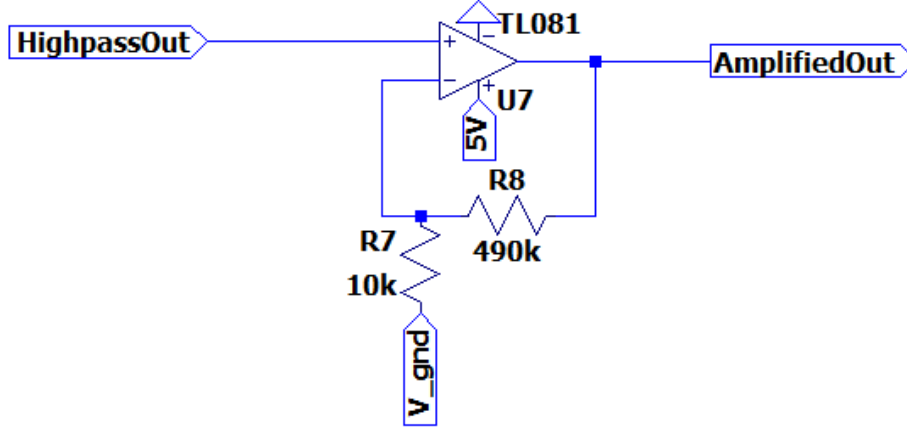 TL081
HighpassOut
+
−
−
+
AmplifiedOut
U7
5V
R8
490k
R7
10k
V_gnd